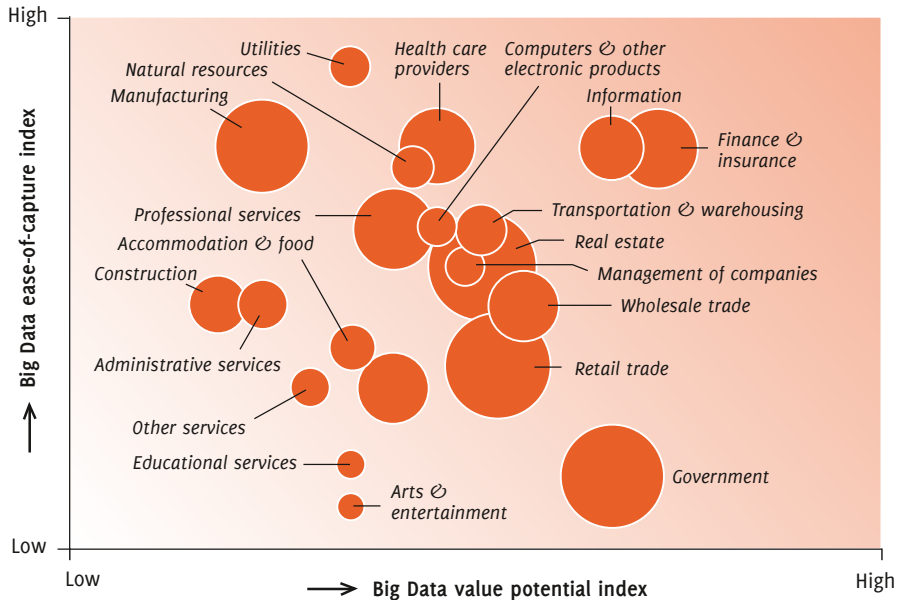 High
Utilities
Health care
providers
Computers & other
electronic products
Natural resources
Manufacturing
Information
Finance &
insurance
Professional services
Transportation & warehousing
Accommodation & food
Real estate
Construction
Management of companies
Wholesale trade
Administrative services
Retail trade
Other services
Educational services
Government
Arts &
entertainment
Big Data ease-of-capture index
Low
Low
High
Big Data value potential index